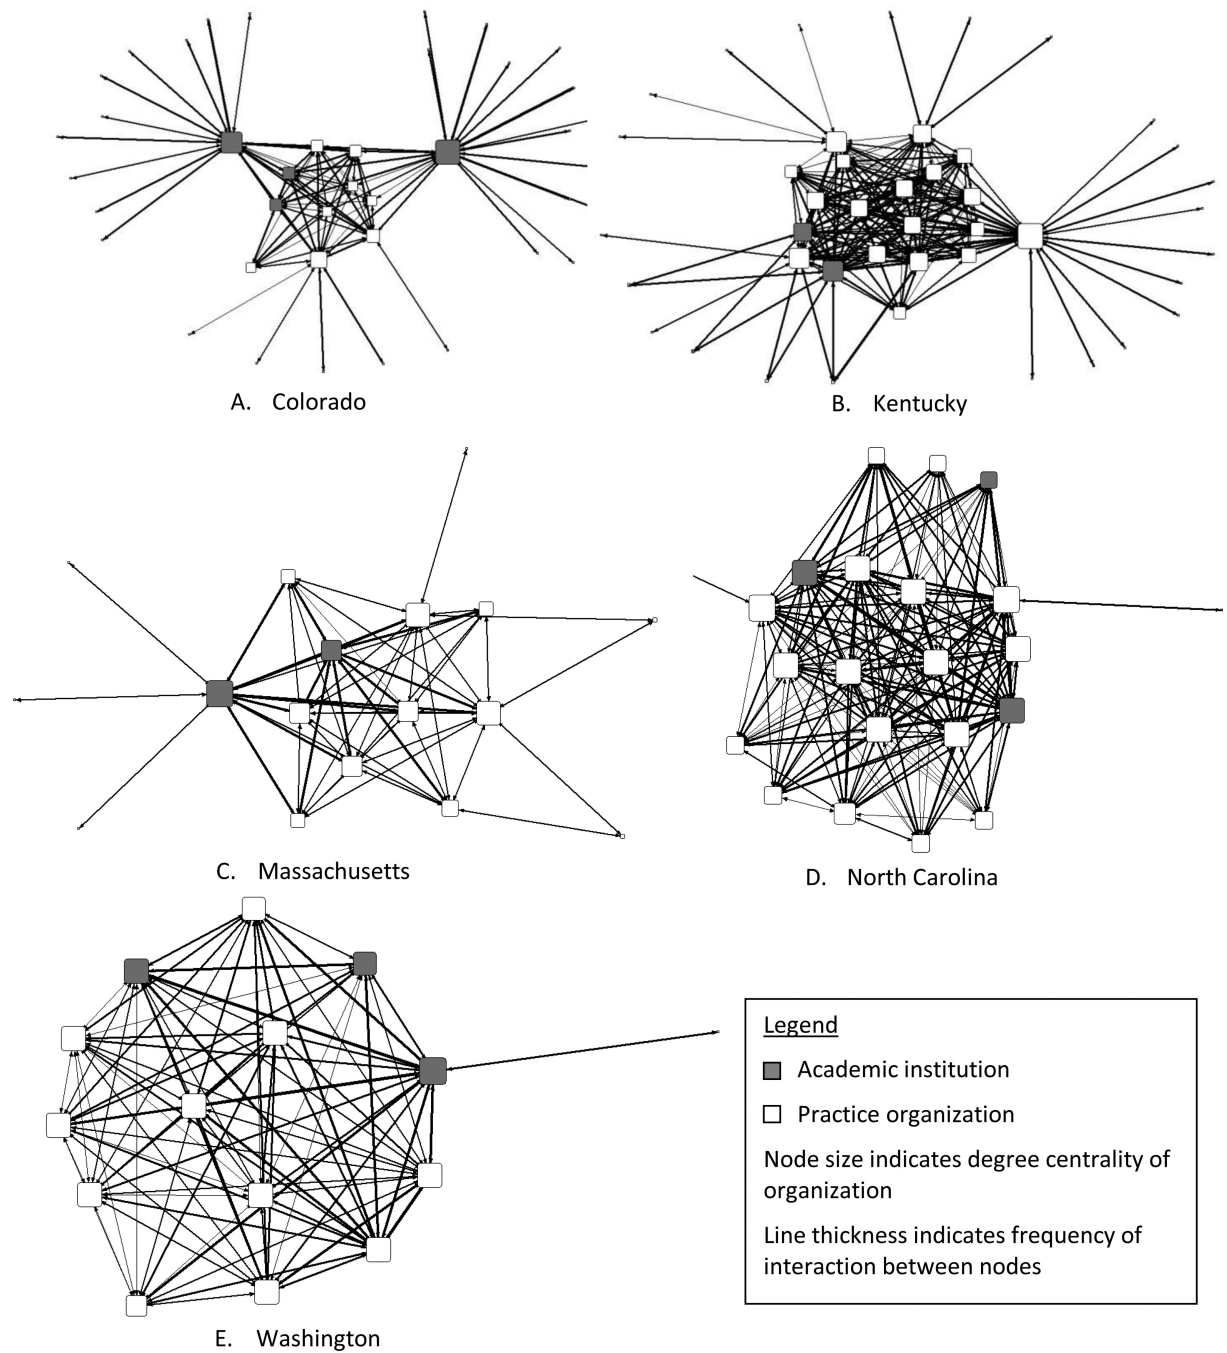 A. Colorado
B. Kentucky
C. Massachusetts
D. North Carolina
E. Washington
Legend
Academic institution
Practice organization
Node size indicates degree centrality of
organization
Line thickness indicates frequency of
interaction between nodes